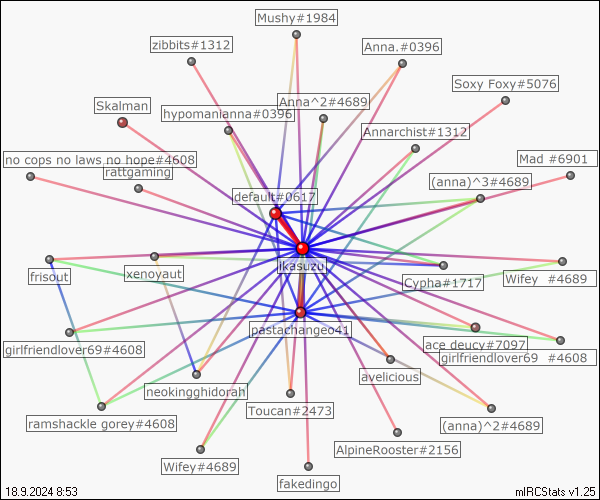 Mushy#1984
zibbits#1312
Anna.#0396
Soxy Foxy#5076
Skalman
hypomanianna#0396
Anna^2#4689
Annarchist#1312
no cops no laws no hope#4608
rattgaming
Mad #6901
(anna)^3#4689
default#0617
ikasuzu
frisout
xenoyaut
Cypha#1717
Wifey #4689
pastachangeo41
girlfriendlover69#4608
ace deucy#7097
girlfriendlover69 #4608
neokingghidorah
avelicious
Toucan#2473
ramshackle gorey#4608
(anna)^2#4689
AlpineRooster#2156
Wifey#4689
fakedingo
18.9.2024 8:53
mIRCStats v1.25